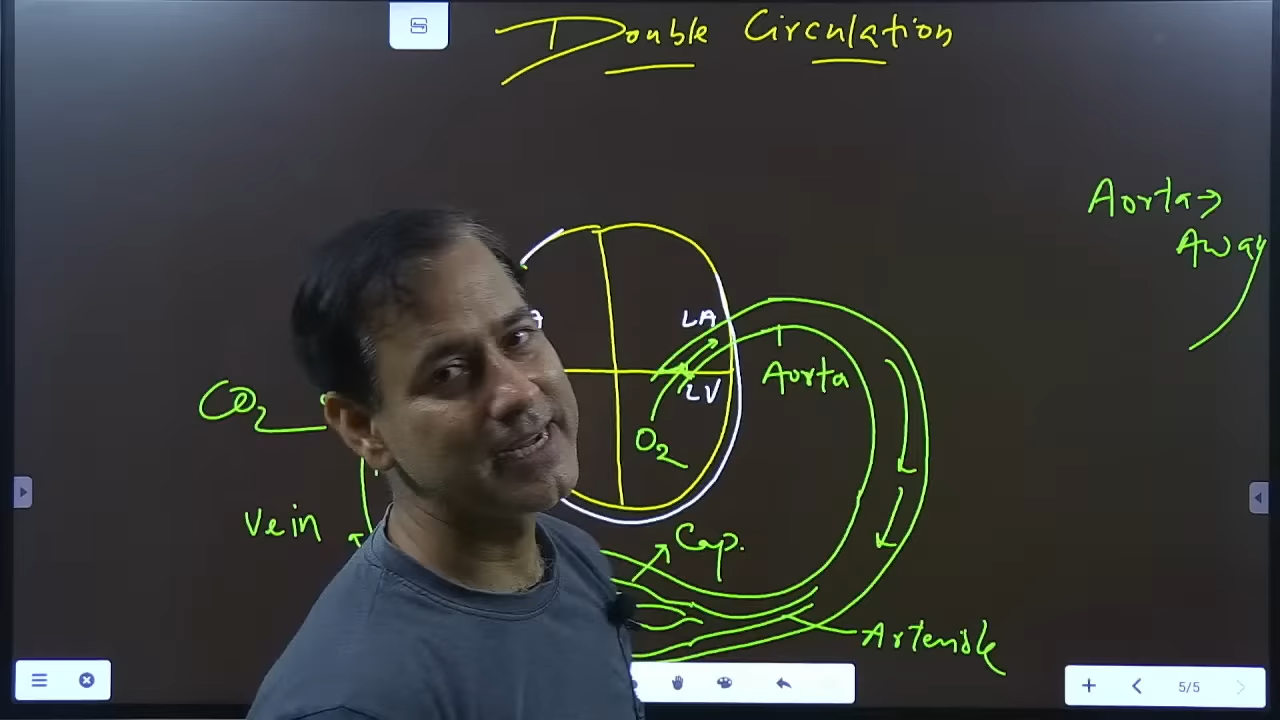 Double Circulation
Aorta→
Away
LA
LV
Aorta
CO2
O2
Vein
Cap.
Arteriole
5/5